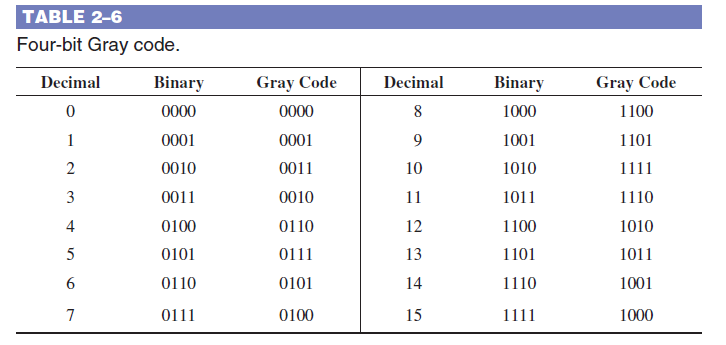 TABLE 2–6
Four-bit Gray code.
Decimal Binary Gray Code Decimal Binary Gray Code
0 0000 0000 8 1000 1100
1 0001 0001 9 1001 1101
2 0010 0011 10 1010 1111
3 0011 0010 11 1011 1110
4 0100 0110 12 1100 1010
5 0101 0111 13 1101 1011
6 0110 0101 14 1110 1001
7 0111 0100 15 1111 1000